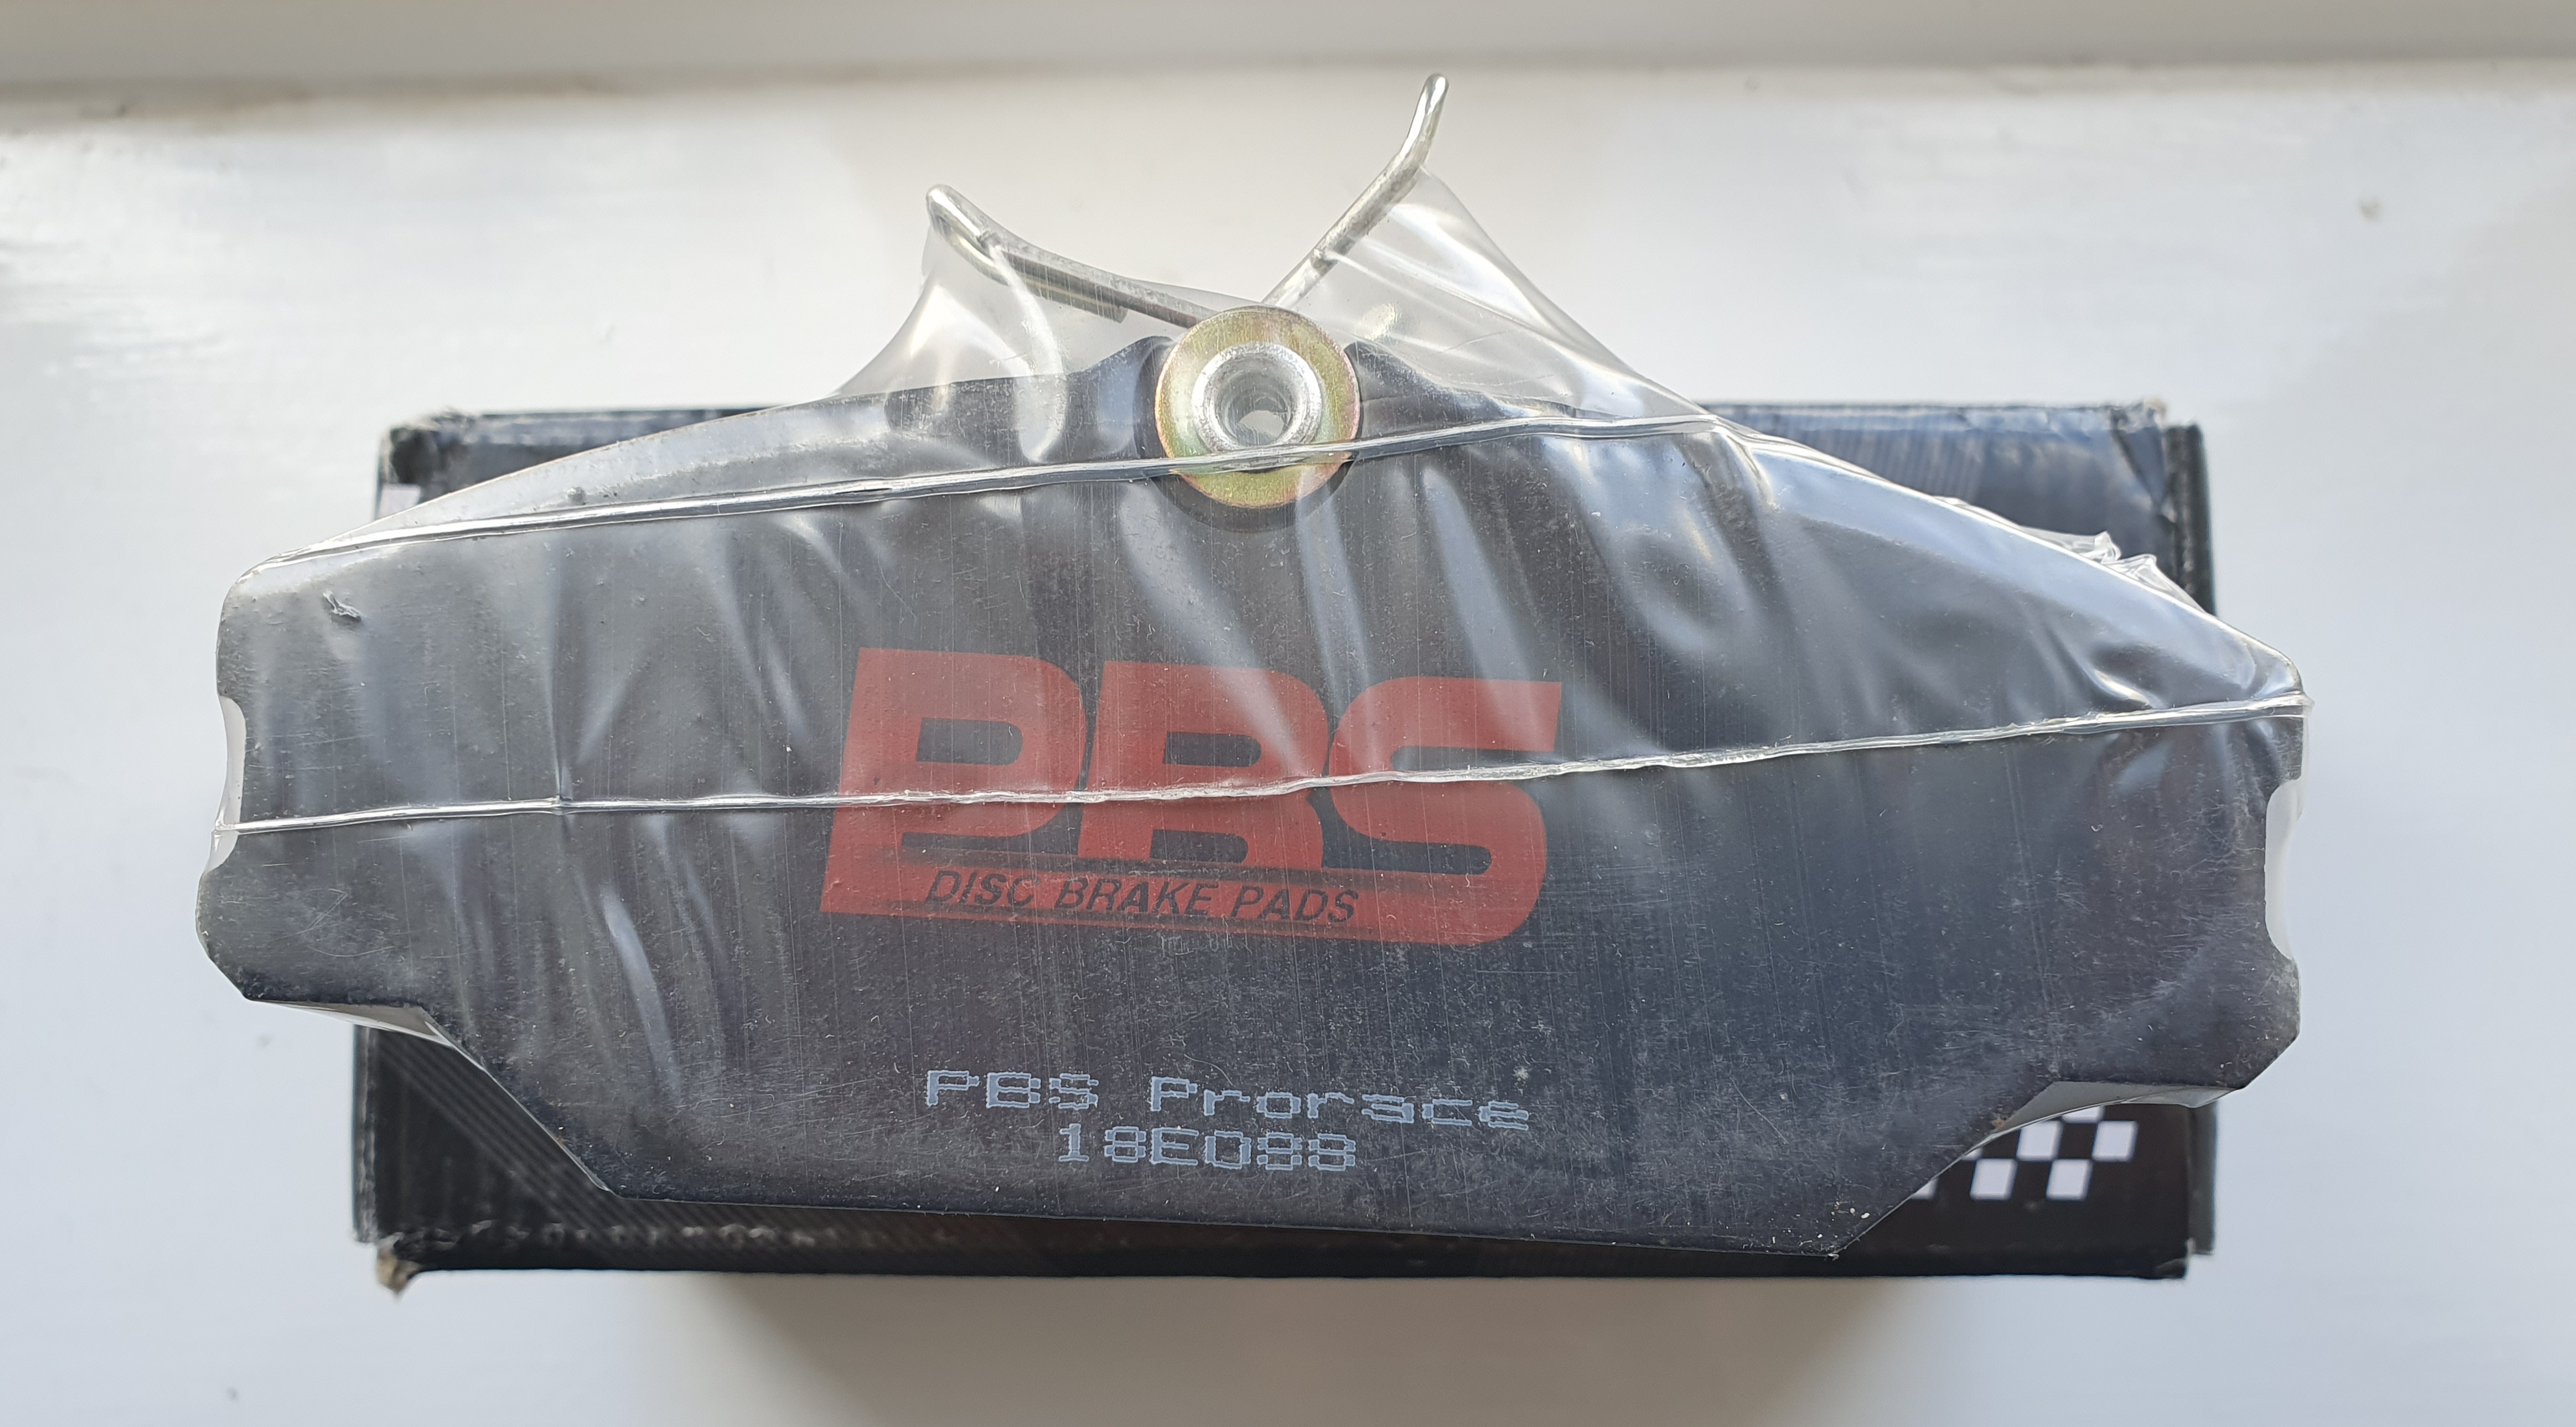 PBS
DISC BRAKE PADS
PBS Prorace
18E088